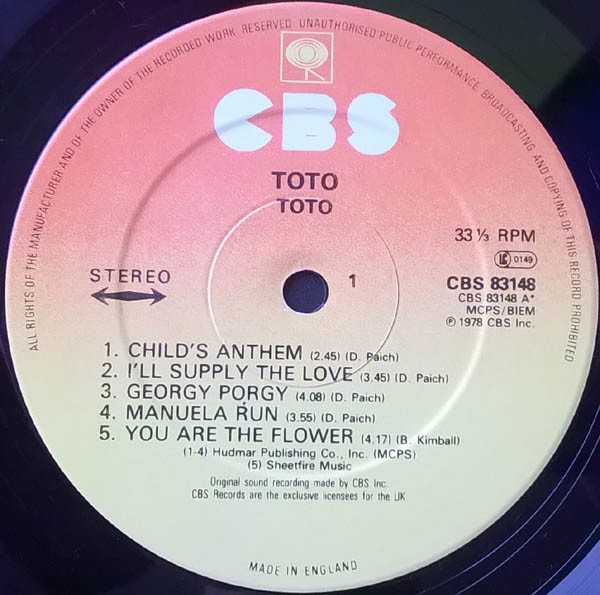 ALL RIGHTS OF THE MANUFACTURER AND OF THE OWNER OF THE RECORDED WORK RESERVED. UNAUTHORISED PUBLIC PERFORMANCE, BROADCASTING AND COPYING OF THIS RECORD PROHIBITED
CBS
TOTO
TOTO
33 ⅓ RPM
LC 0149
STEREO
1
CBS 83148
CBS 83148 A*
MCPS/BIEM
℗ 1978 CBS Inc.
1. CHILD'S ANTHEM (2.45) (D. Paich)
2. I'LL SUPPLY THE LOVE (3.45) (D. Paich)
3. GEORGY PORGY (4.08) (D. Paich)
4. MANUELA RUN (3.55) (D. Paich)
5. YOU ARE THE FLOWER (4.17) (B. Kimball)
(1-4) Hudmar Publishing Co., Inc. (MCPS)
(5) Sheetfire Music
Original sound recording made by CBS Inc.
CBS Records are the exclusive licensees for the UK
MADE IN ENGLAND